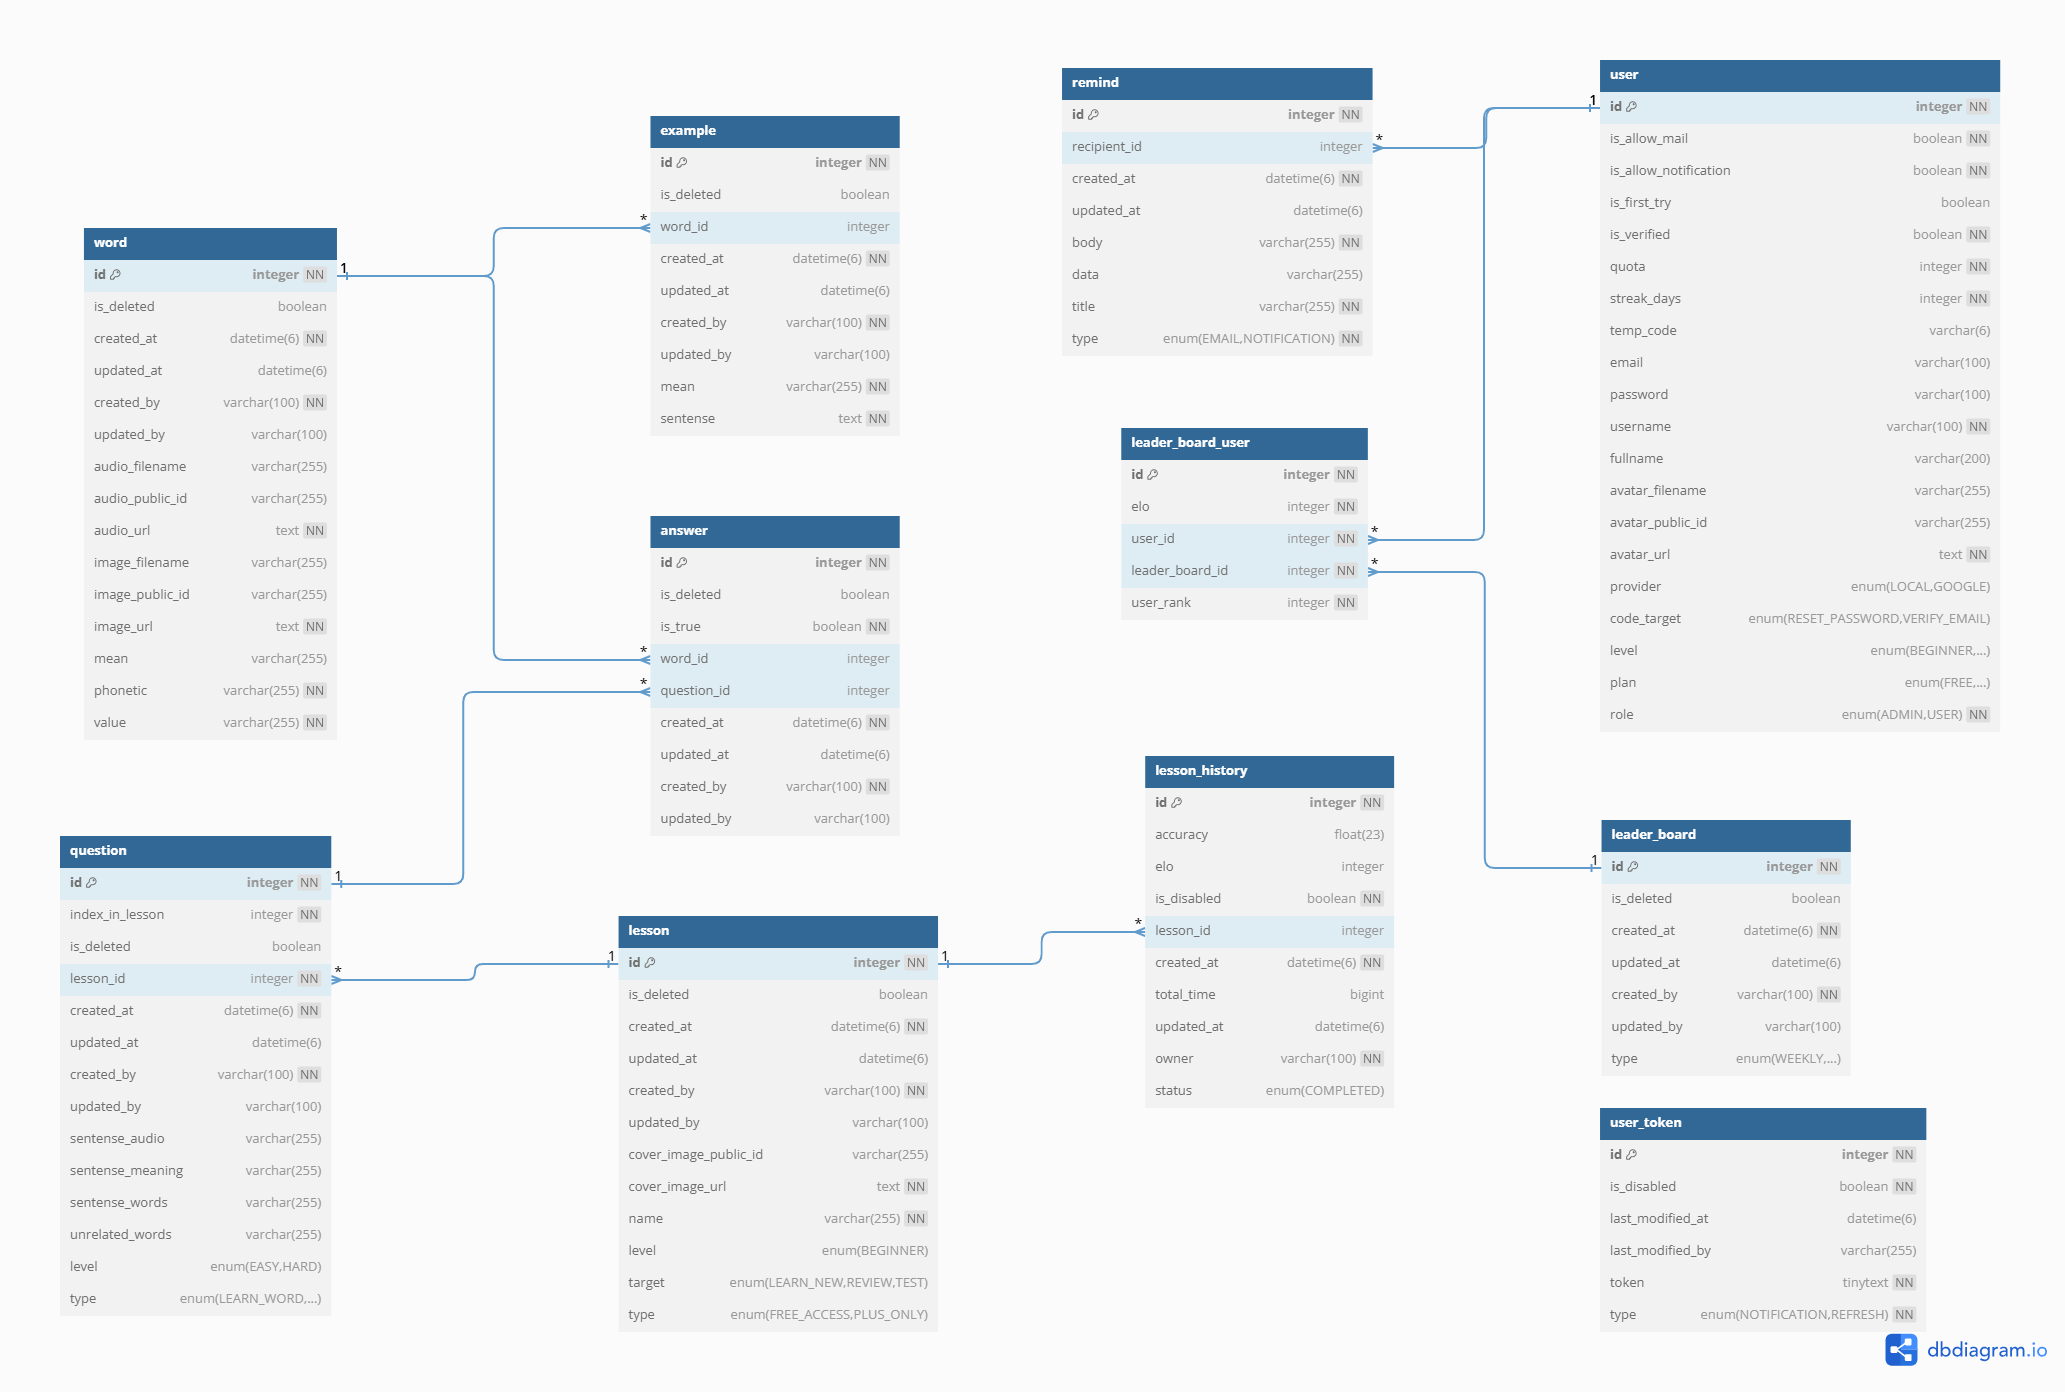 word
id integer NN
is_deleted boolean
created_at datetime(6) NN
updated_at datetime(6)
created_by varchar(100) NN
updated_by varchar(100)
audio_filename varchar(255)
audio_public_id varchar(255)
audio_url text NN
image_filename varchar(255)
image_public_id varchar(255)
image_url text NN
mean varchar(255)
phonetic varchar(255) NN
value varchar(255) NN
1
question
id integer NN
index_in_lesson integer NN
is_deleted boolean
lesson_id integer NN
created_at datetime(6) NN
updated_at datetime(6)
created_by varchar(100) NN
updated_by varchar(100)
sentense_audio varchar(255)
sentense_meaning varchar(255)
sentense_words varchar(255)
unrelated_words varchar(255)
level enum(EASY,HARD)
type enum(LEARN_WORD,...)
1
*
example
id integer NN
is_deleted boolean
word_id integer
created_at datetime(6) NN
updated_at datetime(6)
created_by varchar(100) NN
updated_by varchar(100)
mean varchar(255) NN
sentense text NN
*
answer
id integer NN
is_deleted boolean
is_true boolean NN
word_id integer
question_id integer
created_at datetime(6) NN
updated_at datetime(6)
created_by varchar(100) NN
updated_by varchar(100)
*
*
lesson
id integer NN
is_deleted boolean
created_at datetime(6) NN
updated_at datetime(6)
created_by varchar(100) NN
updated_by varchar(100)
cover_image_public_id varchar(255)
cover_image_url text NN
name varchar(255) NN
level enum(BEGINNER)
target enum(LEARN_NEW,REVIEW,TEST)
type enum(FREE_ACCESS,PLUS_ONLY)
1
1
remind
id integer NN
recipient_id integer
created_at datetime(6) NN
updated_at datetime(6)
body varchar(255) NN
data varchar(255)
title varchar(255) NN
type enum(EMAIL,NOTIFICATION) NN
*
leader_board_user
id integer NN
elo integer NN
user_id integer NN
leader_board_id integer NN
user_rank integer NN
*
*
lesson_history
id integer NN
accuracy float(23)
elo integer
is_disabled boolean NN
lesson_id integer
created_at datetime(6) NN
total_time bigint
updated_at datetime(6)
owner varchar(100) NN
status enum(COMPLETED)
*
user
id integer NN
is_allow_mail boolean NN
is_allow_notification boolean NN
is_first_try boolean
is_verified boolean NN
quota integer NN
streak_days integer NN
temp_code varchar(6)
email varchar(100)
password varchar(100)
username varchar(100) NN
fullname varchar(200)
avatar_filename varchar(255)
avatar_public_id varchar(255)
avatar_url text NN
provider enum(LOCAL,GOOGLE)
code_target enum(RESET_PASSWORD,VERIFY_EMAIL)
level enum(BEGINNER,...)
plan enum(FREE,...)
role enum(ADMIN,USER) NN
1
leader_board
id integer NN
is_deleted boolean
created_at datetime(6) NN
updated_at datetime(6)
created_by varchar(100) NN
updated_by varchar(100)
type enum(WEEKLY,...)
1
user_token
id integer NN
is_disabled boolean NN
last_modified_at datetime(6)
last_modified_by varchar(255)
token tinytext NN
type enum(NOTIFICATION,REFRESH) NN
dbdiagram.io